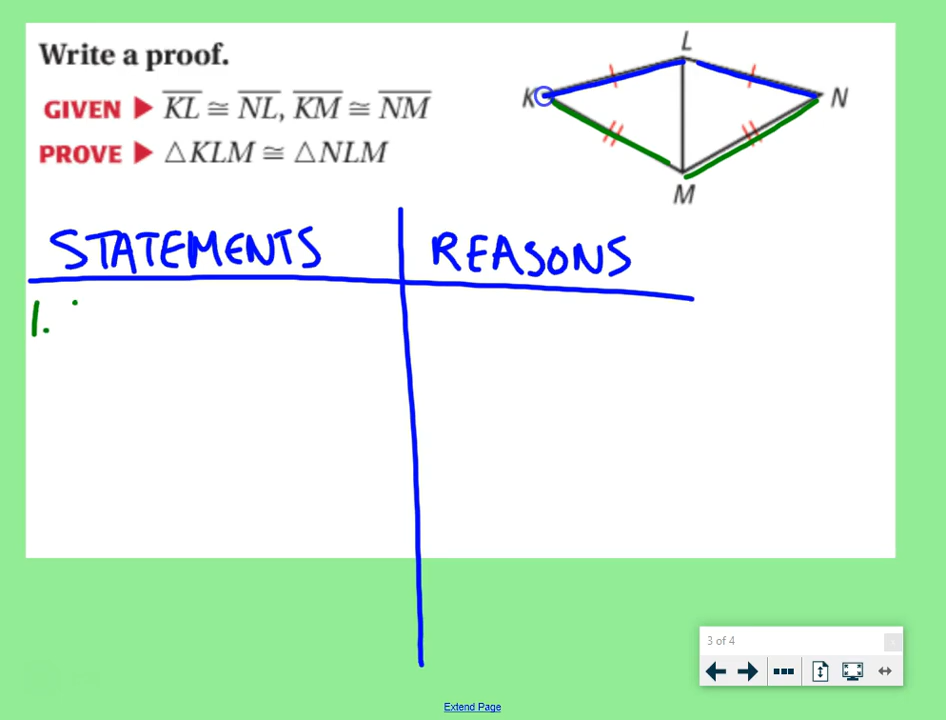 Write a proof.
GIVEN ▶ KL ≅ NL, KM ≅ NM
PROVE ▶ △KLM ≅ △NLM
L
K
N
M
STATEMENTS
REASONS
1.
3 of 4
Extend Page